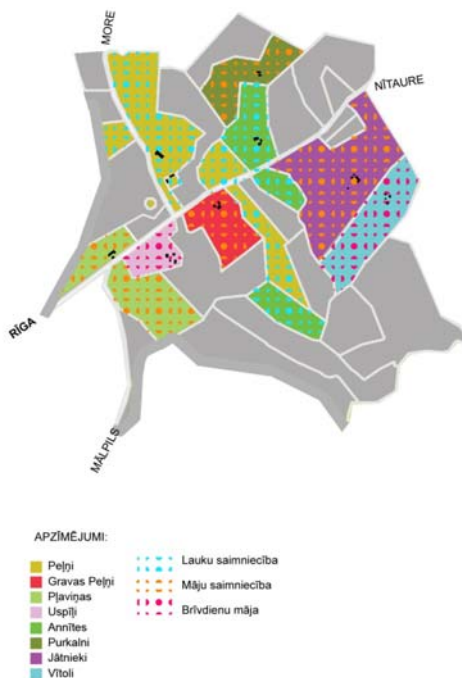 MORE
NĪTAURE
RĪGA
MĀLPILS
APZĪMĒJUMI:
Peļņi
Gravas Peļņi
Pļaviņas
Uspīļi
Annītes
Purkalni
Jātnieki
Vītoli
Lauku saimniecība
Māju saimniecība
Brīvdienu māja